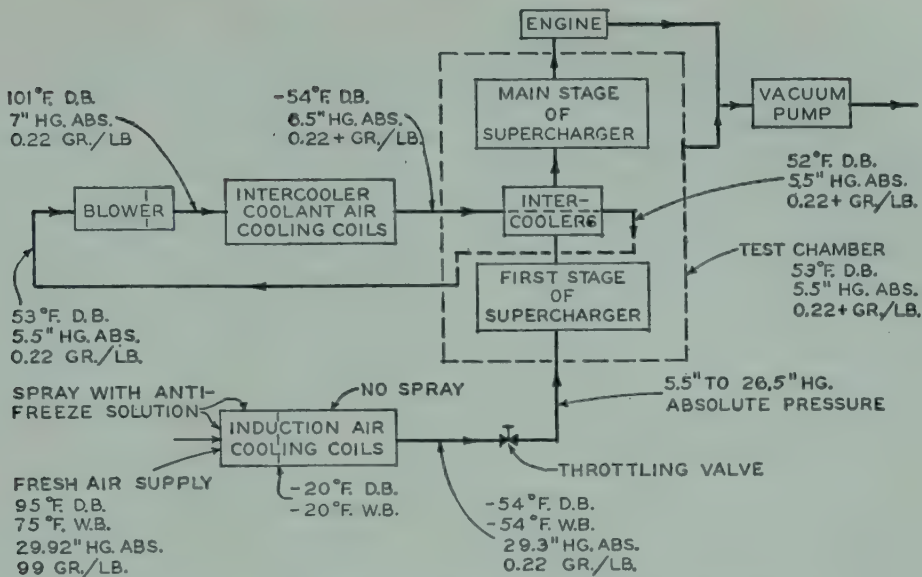 ENGINE
101°F. D.B.
7" HG. ABS.
0.22 GR./LB
-54°F. D.B.
6.5" HG. ABS.
0.22+ GR./LB
MAIN STAGE
OF
SUPERCHARGER
VACUUM
PUMP
BLOWER
INTERCOOLER
COOLANT AIR
COOLING COILS
INTER-
COOLERS
52°F. D.B.
5.5" HG. ABS.
0.22+ GR./LB.
FIRST STAGE
OF
SUPERCHARGER
TEST CHAMBER
53°F. D.B.
5.5" HG. ABS.
0.22+ GR./LB.
53°F. D.B.
5.5" HG. ABS.
0.22 GR./LB.
SPRAY WITH ANTI-
FREEZE SOLUTION
NO SPRAY
INDUCTION AIR
COOLING COILS
5.5" TO 26.5" HG.
ABSOLUTE PRESSURE
THROTTLING VALVE
FRESH AIR SUPPLY
95°F. D.B.
75°F. W.B.
29.92" HG. ABS.
99 GR./LB.
-20°F. D.B.
-20°F. W.B.
-54°F. D.B.
-54°F. W.B.
29.3" HG. ABS.
0.22 GR./LB.